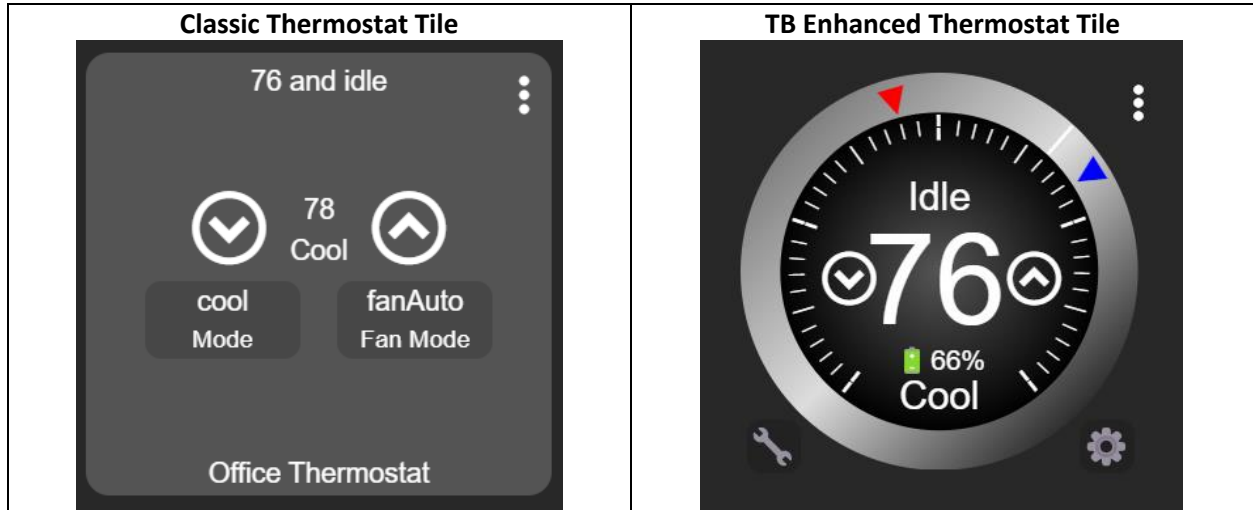 Classic Thermostat Tile
76 and idle
78
Cool
cool
Mode
fanAuto
Fan Mode
Office Thermostat
TB Enhanced Thermostat Tile
Idle
76
66%
Cool